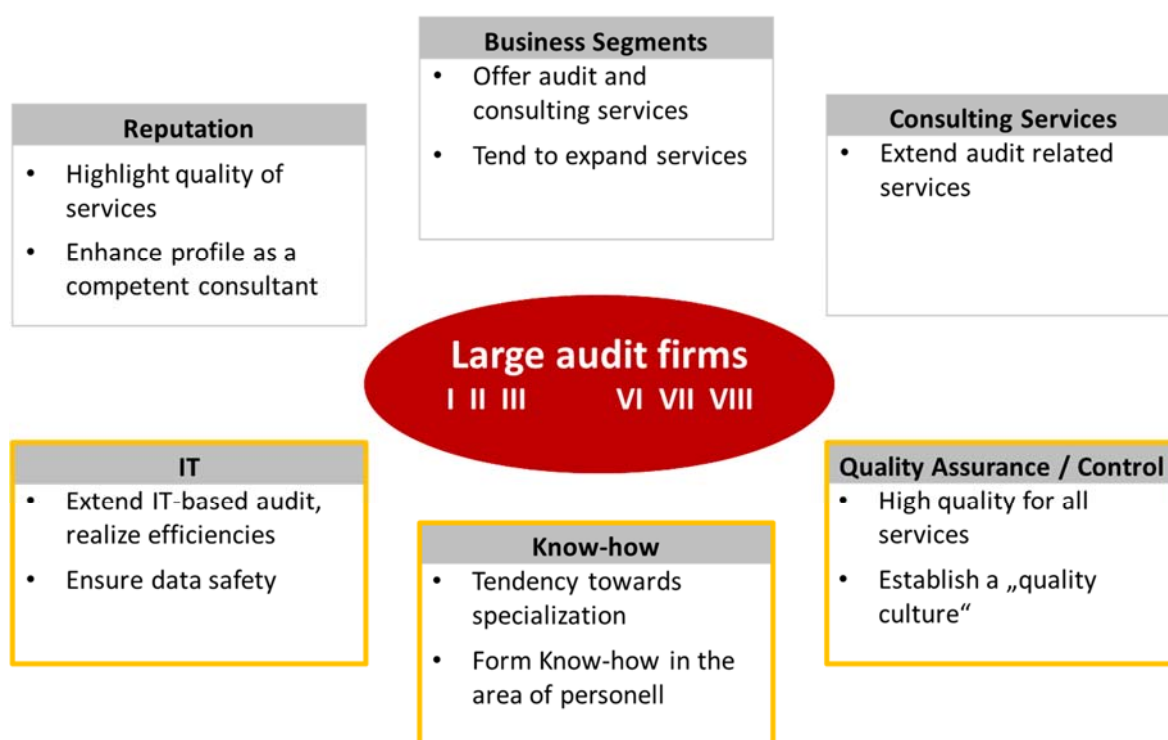 Business Segments
• Offer audit and
consulting services
• Tend to expand services
Reputation
• Highlight quality of
services
• Enhance profile as a
competent consultant
Consulting Services
• Extend audit related
services
Large audit firms
I II III VI VII VIII
IT
• Extend IT-based audit,
realize efficiencies
• Ensure data safety
Know-how
• Tendency towards
specialization
• Form Know-how in the
area of personell
Quality Assurance / Control
• High quality for all
services
• Establish a „quality
culture“